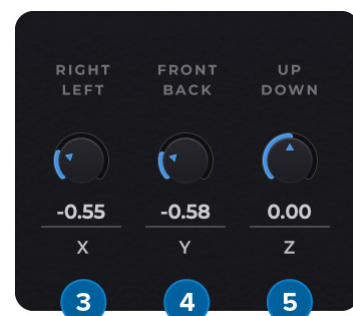 RIGHT FRONT UP
LEFT BACK DOWN
-0.55 -0.58 0.00
X Y Z
3 4 5